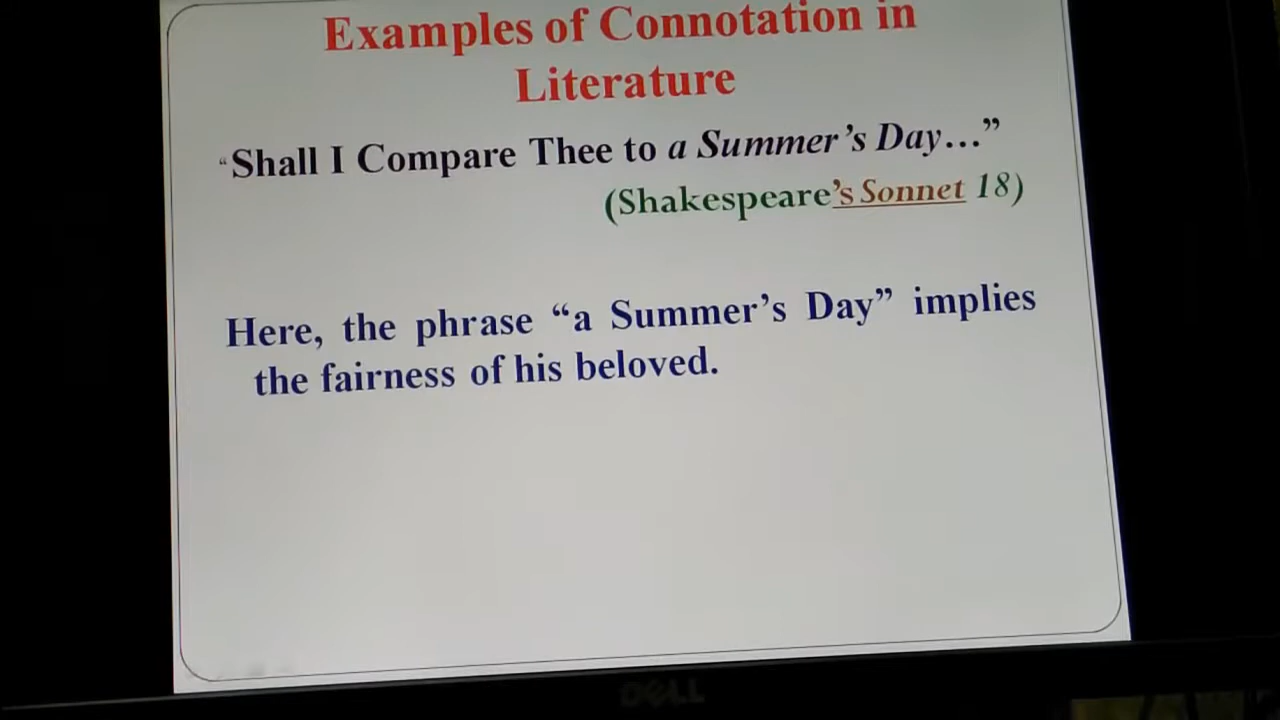 Examples of Connotation in
Literature
“Shall I Compare Thee to a Summer’s Day…”
(Shakespeare’s Sonnet 18)
Here, the phrase “a Summer’s Day” implies
the fairness of his beloved.
DELL